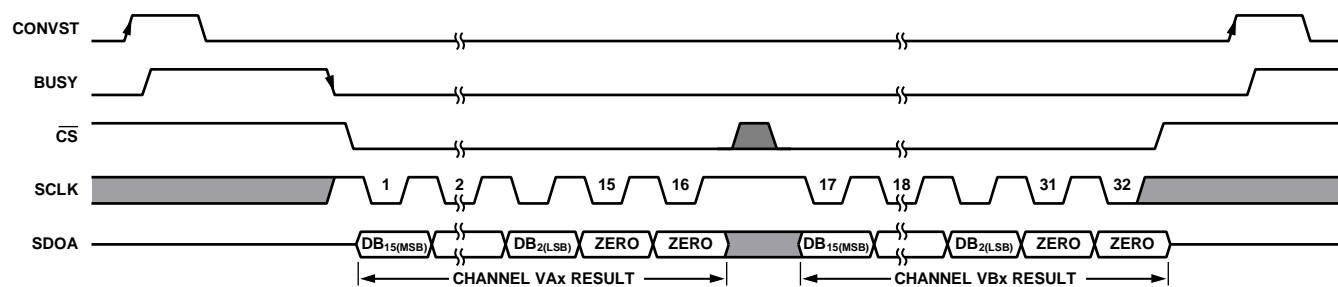 CONVST
BUSY
CS
SCLK 1 2 15 16 17 18 31 32
SDOA DB15(MSB) DB2(LSB) ZERO ZERO DB15(MSB) DB2(LSB) ZERO ZERO
CHANNEL VAx RESULT CHANNEL VBx RESULT